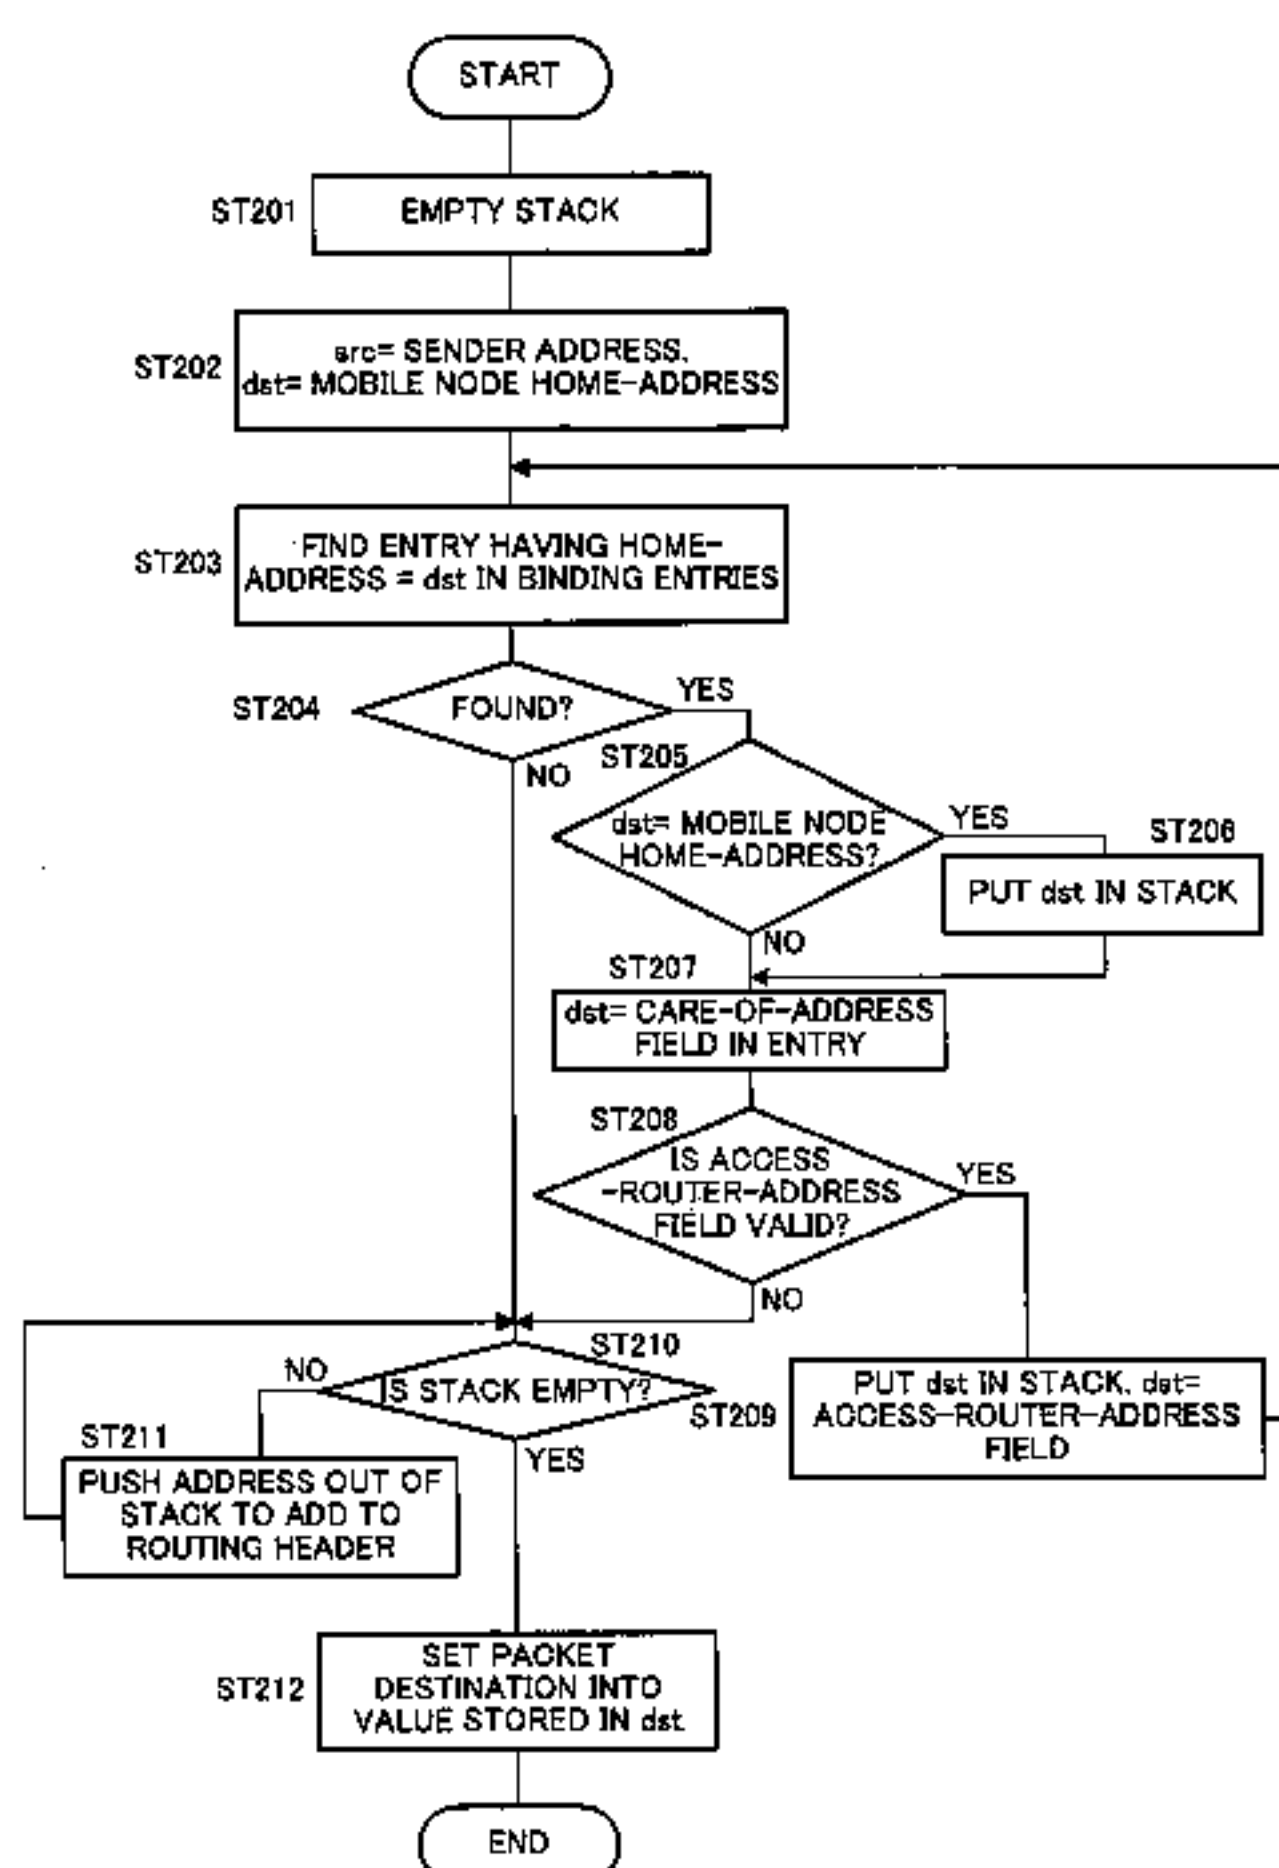 START
ST201
EMPTY STACK
ST202
src= SENDER ADDRESS,
dst= MOBILE NODE HOME-ADDRESS
ST203
FIND ENTRY HAVING HOME-
ADDRESS = dst IN BINDING ENTRIES
ST204
FOUND?
YES
NO
ST205
dst= MOBILE NODE
HOME-ADDRESS?
YES
NO
ST206
PUT dst IN STACK
ST207
dst= CARE-OF-ADDRESS
FIELD IN ENTRY
ST208
IS ACCESS
-ROUTER-ADDRESS
FIELD VALID?
YES
NO
ST210
IS STACK EMPTY?
NO
YES
ST209
PUT dst IN STACK, dst=
ACCESS-ROUTER-ADDRESS
FIELD
ST211
PUSH ADDRESS OUT OF
STACK TO ADD TO
ROUTING HEADER
ST212
SET PACKET
DESTINATION INTO
VALUE STORED IN dst
END